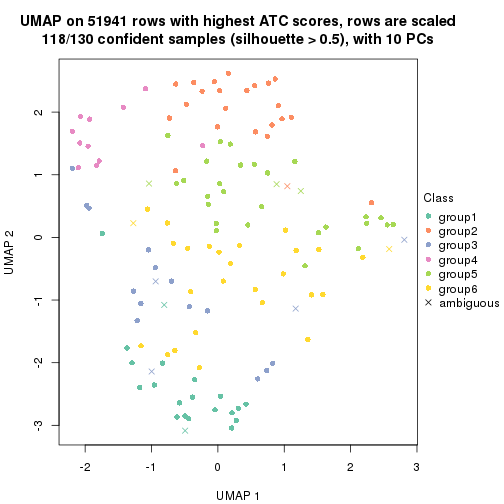 UMAP on 51941 rows with highest ATC scores, rows are scaled
118/130 confident samples (silhouette > 0.5), with 10 PCs
2
1
0
-1
-2
-3
UMAP 2
-2
-1
0
1
2
3
UMAP 1
Class
group1
group2
group3
group4
group5
group6
ambiguous